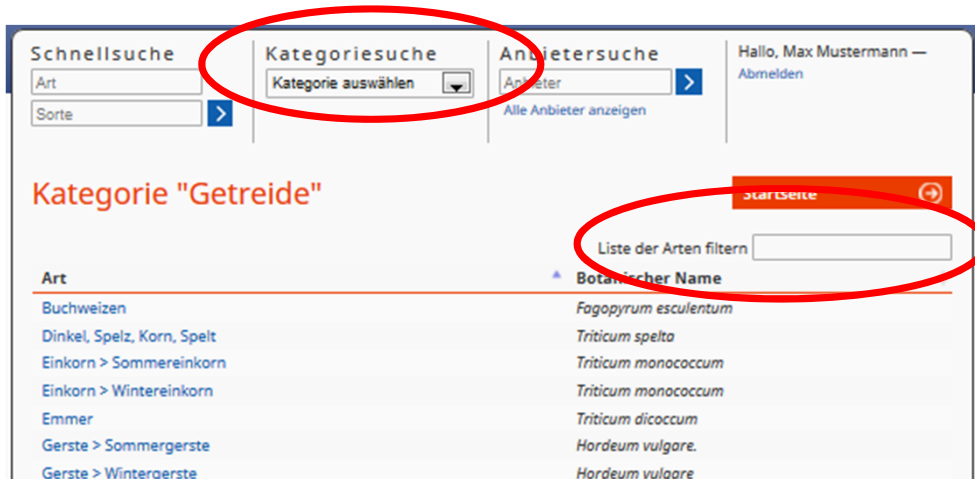 Schnellsuche
Art
Sorte
Kategoriesuche
Kategorie auswählen
Anbietersuche
Anbieter
Alle Anbieter anzeigen
Hallo, Max Mustermann —
Abmelden
Kategorie "Getreide"
Startseite
Liste der Arten filtern
Art Botanischer Name
Buchweizen Fagopyrum esculentum
Dinkel, Spelz, Korn, Spelt Triticum spelta
Einkorn > Sommereinkorn Triticum monococcum
Einkorn > Wintereinkorn Triticum monococcum
Emmer Triticum dicoccum
Gerste > Sommergerste Hordeum vulgare.
Gerste > Wintergerste Hordeum vulgare